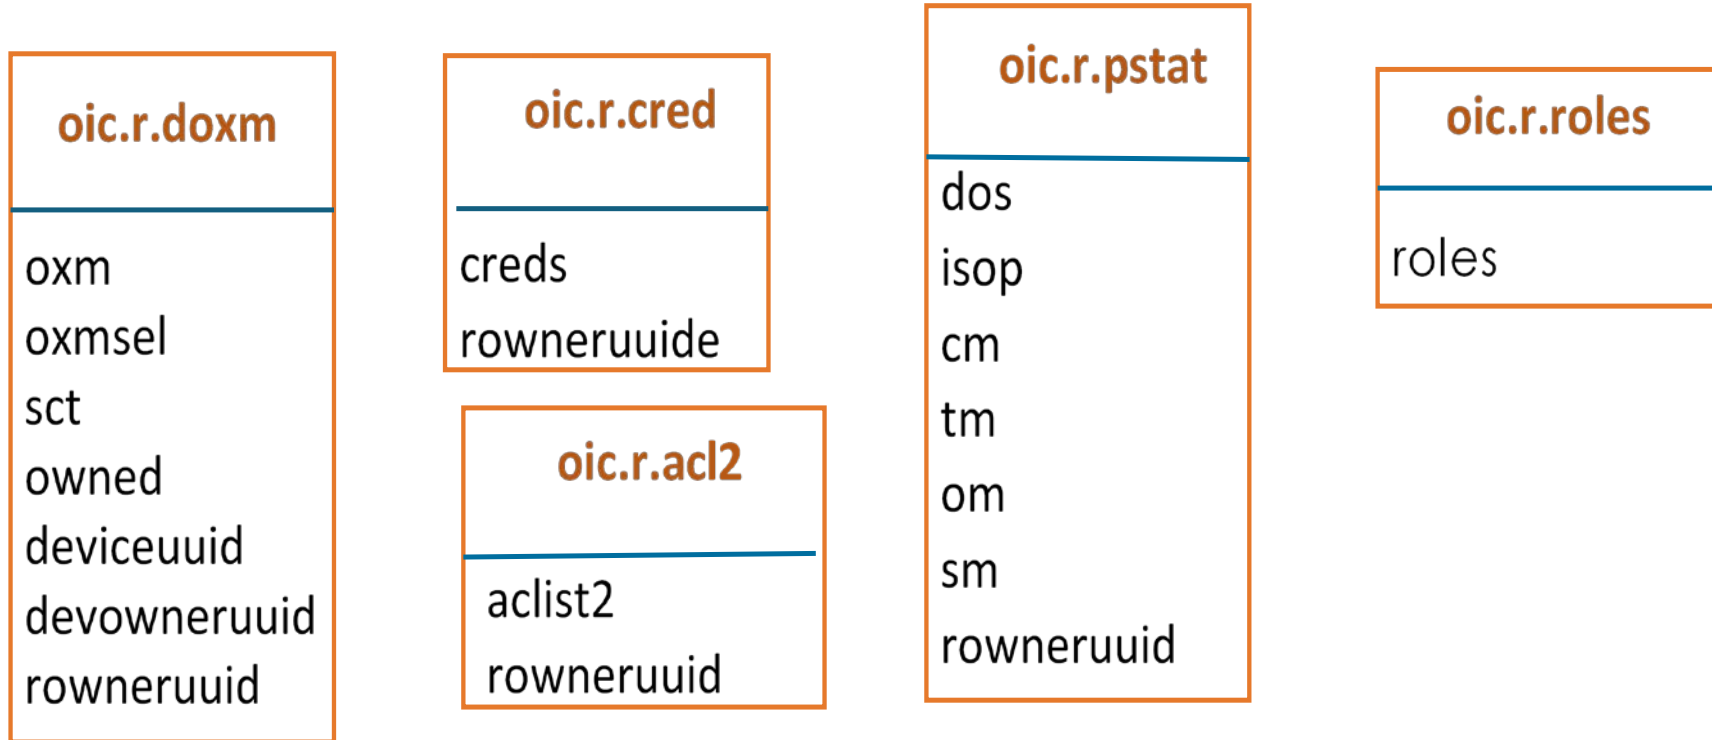 oic.r.doxm
oxm
oxmsel
sct
owned
deviceuuid
devowneruuid
rowneruuid
oic.r.cred
creds
rowneruuide
oic.r.acl2
aclist2
rowneruuid
oic.r.pstat
dos
isop
cm
tm
om
sm
rowneruuid
oic.r.roles
roles